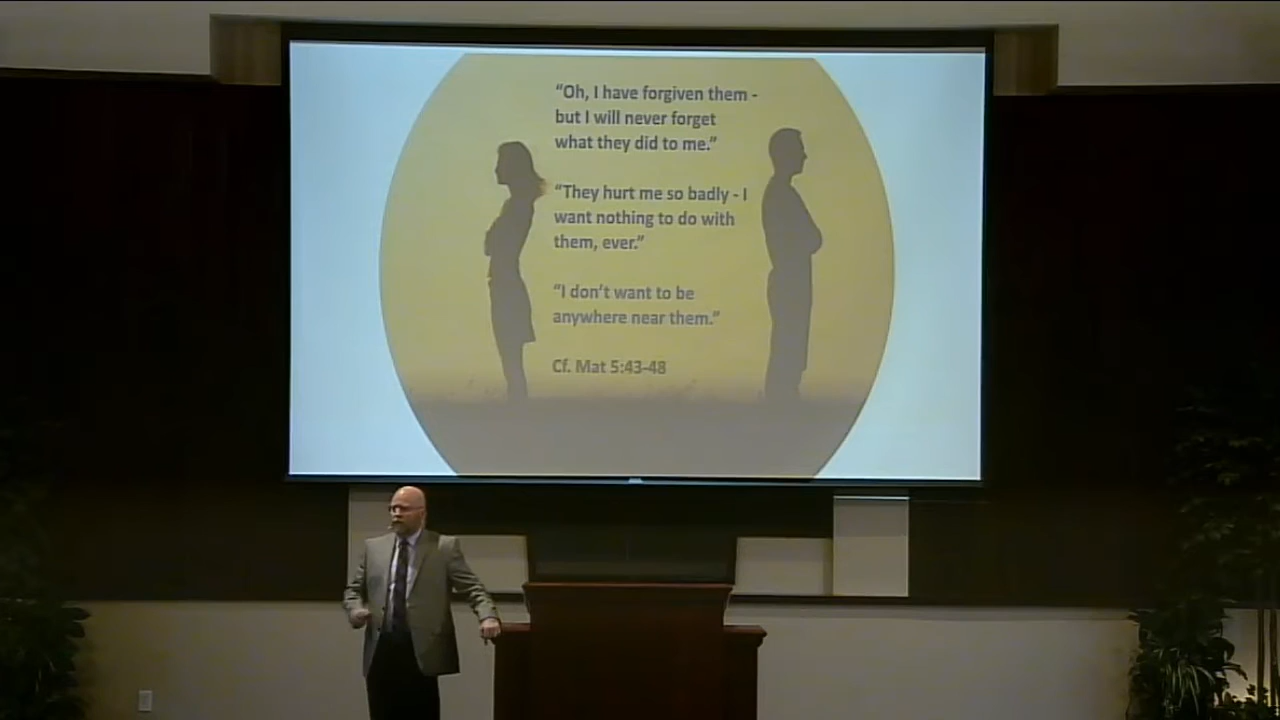 “Oh, I have forgiven them -
but I will never forget
what they did to me.”
“They hurt me so badly - I
want nothing to do with
them, ever.”
“I don’t want to be
anywhere near them.”
Cf. Mat 5:43-48